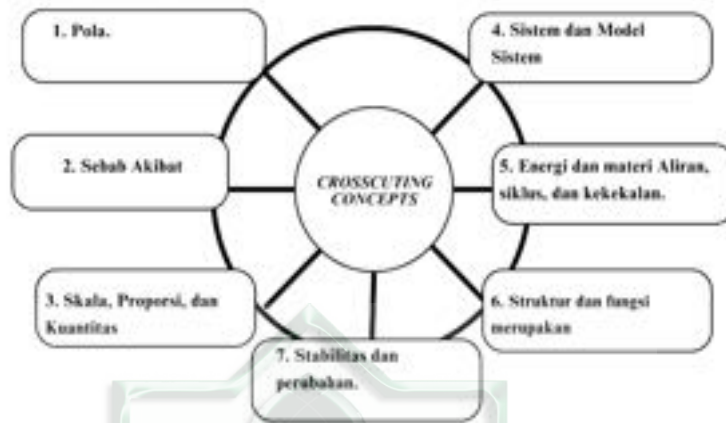 1. Pola.
2. Sebab Akibat
3. Skala, Proporsi, dan
Kuantitas
CROSSCUTING
CONCEPTS
4. Sistem dan Model
Sistem
5. Energi dan materi Aliran,
siklus, dan kekekalan.
6. Struktur dan fungsi
merupakan
7. Stabilitas dan
perubakan.